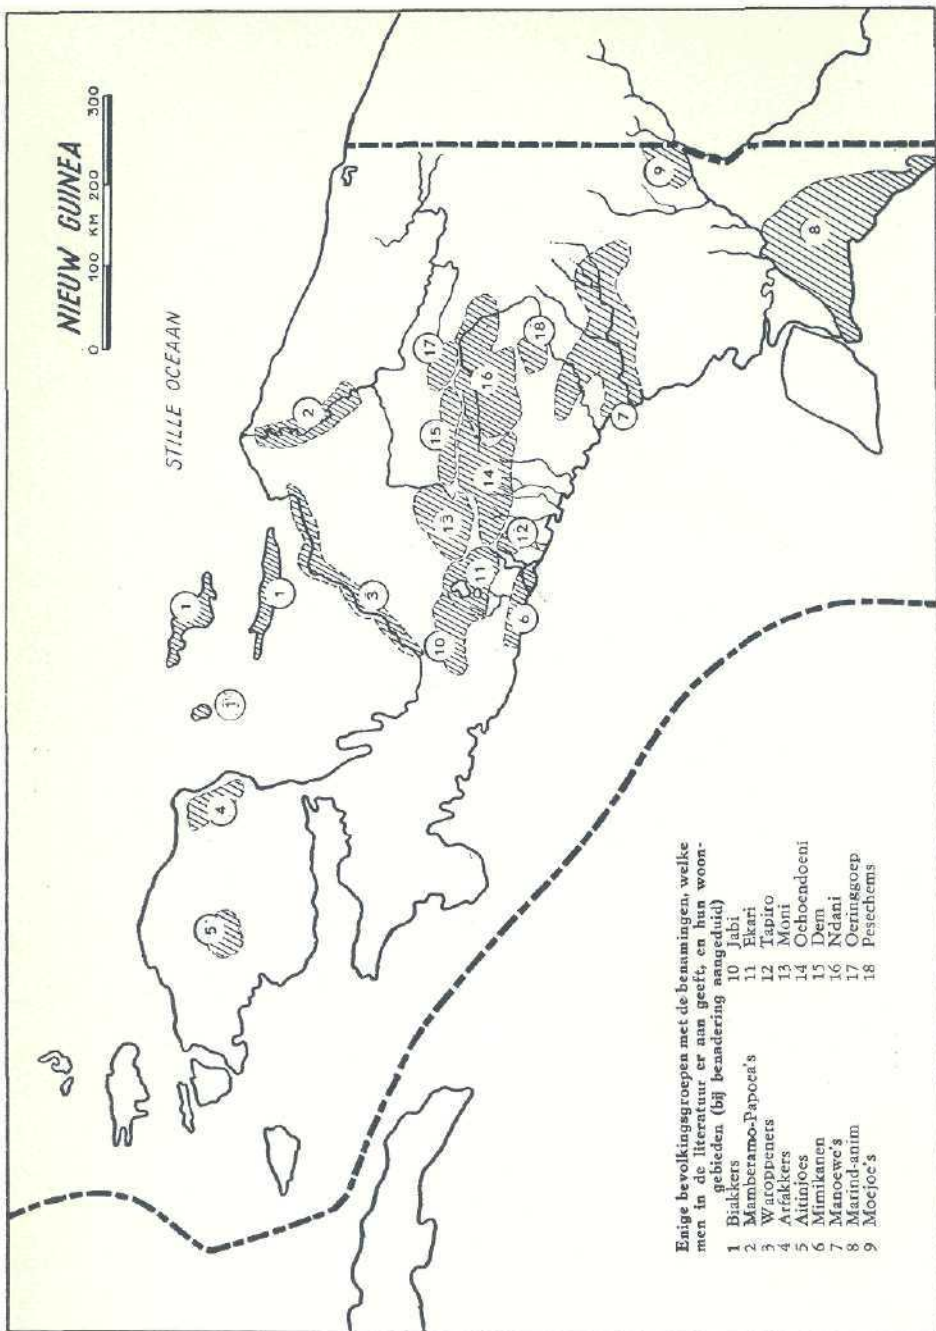 NIEUW GUINEA
0 100 KM 200 300
STILLE OCEAAN
1
1
1
2
3
4
5
6
7
8
9
10
11
12
13
14
15
16
17
18
Enige bevolkingsgroepen met de benamingen, welke
men in de literatuur er aan geeft, en hun woon-
gebieden (bij benadering aangeduid)
1 Biakkers
2 Mamberamo-Papoea's
3 Waroppeners
4 Arfakkers
5 Aitinjoes
6 Mimikanen
7 Manoewe's
8 Marind-anim
9 Moejoe's
10 Jabi
11 Ekari
12 Tapiro
13 Moni
14 Oehoendoeni
15 Dem
16 Ndani
17 Oeringgoep
18 Pesechems